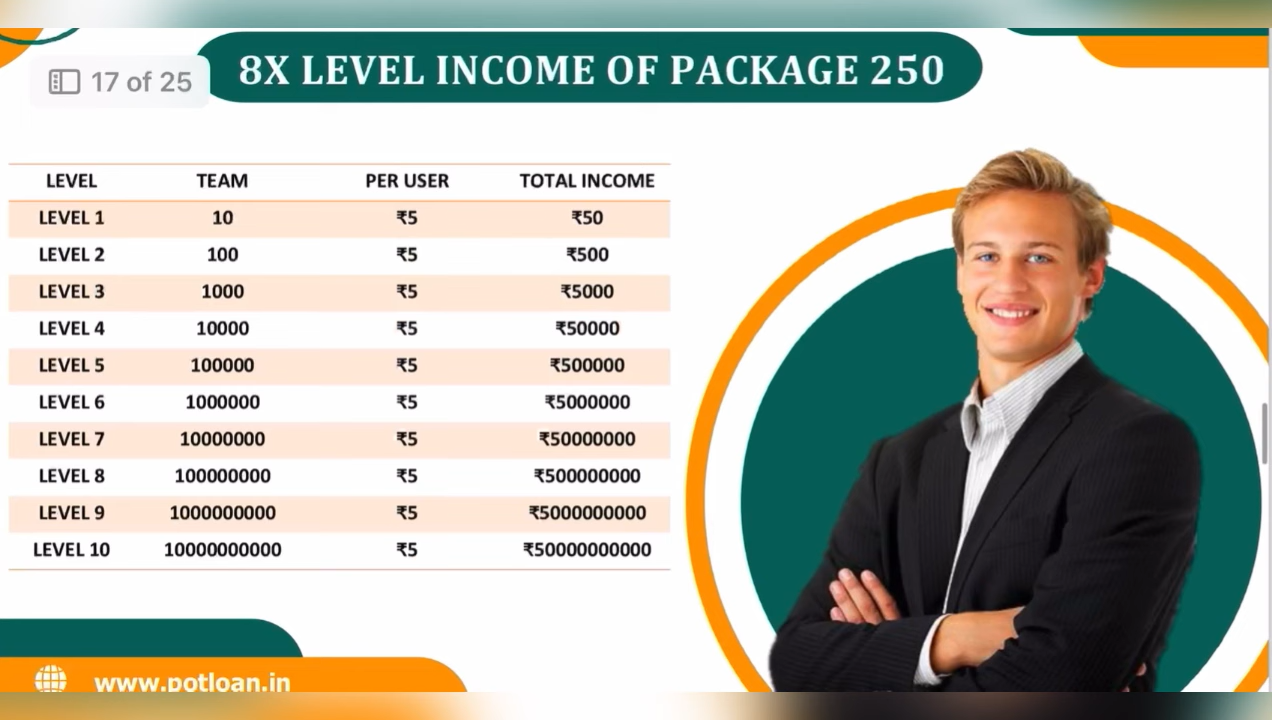 17 of 25
8X LEVEL INCOME OF PACKAGE 250
LEVEL TEAM PER USER TOTAL INCOME
LEVEL 1 10 ₹5 ₹50
LEVEL 2 100 ₹5 ₹500
LEVEL 3 1000 ₹5 ₹5000
LEVEL 4 10000 ₹5 ₹50000
LEVEL 5 100000 ₹5 ₹500000
LEVEL 6 1000000 ₹5 ₹5000000
LEVEL 7 10000000 ₹5 ₹50000000
LEVEL 8 100000000 ₹5 ₹500000000
LEVEL 9 1000000000 ₹5 ₹5000000000
LEVEL 10 10000000000 ₹5 ₹50000000000
www.potloan.in